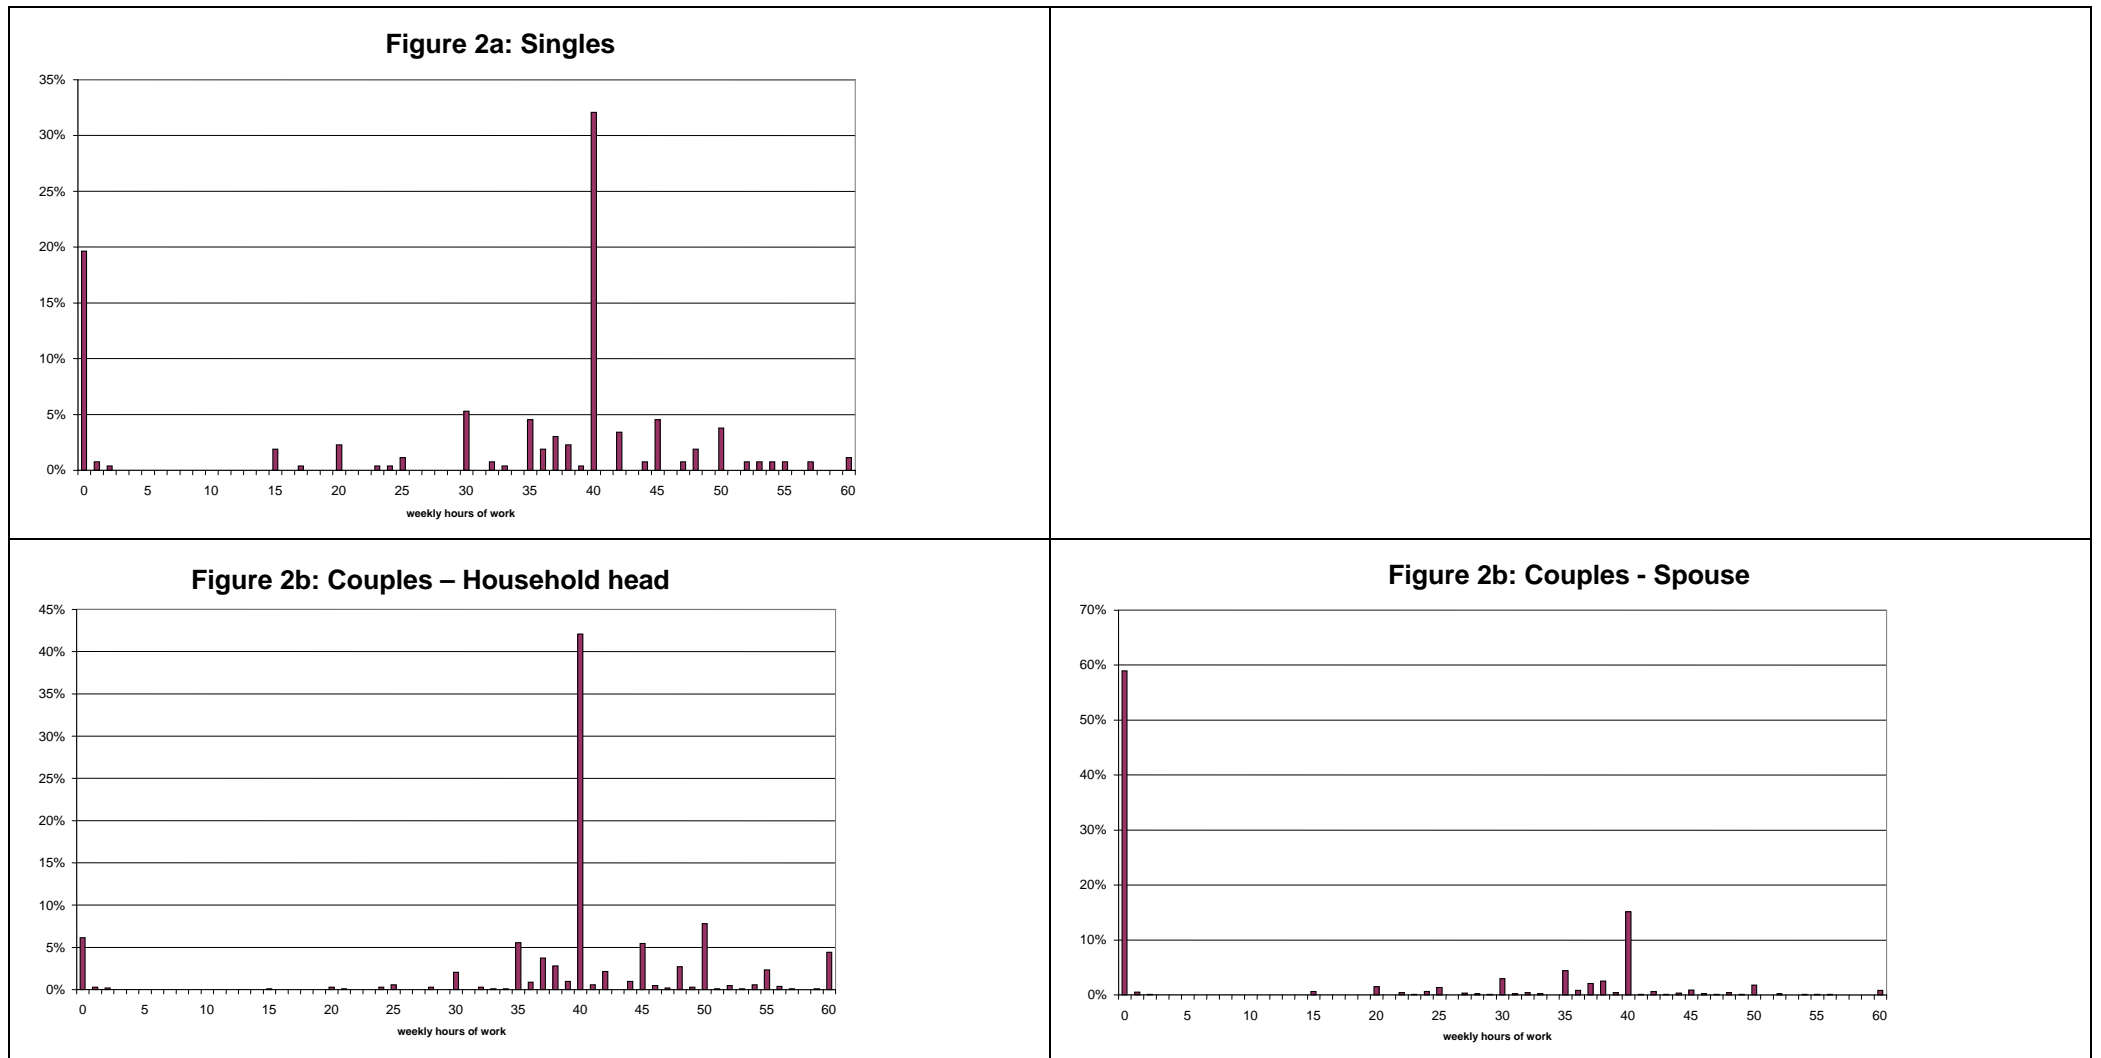 Figure 2a: Singles
35%
30%
25%
20%
15%
10%
5%
0%
0 5 10 15 20 25 30 35 40 45 50 55 60
weekly hours of work
Figure 2b: Couples – Household head
45%
40%
35%
30%
25%
20%
15%
10%
5%
0%
0 5 10 15 20 25 30 35 40 45 50 55 60
weekly hours of work
Figure 2b: Couples - Spouse
70%
60%
50%
40%
30%
20%
10%
0%
0 5 10 15 20 25 30 35 40 45 50 55 60
weekly hours of work